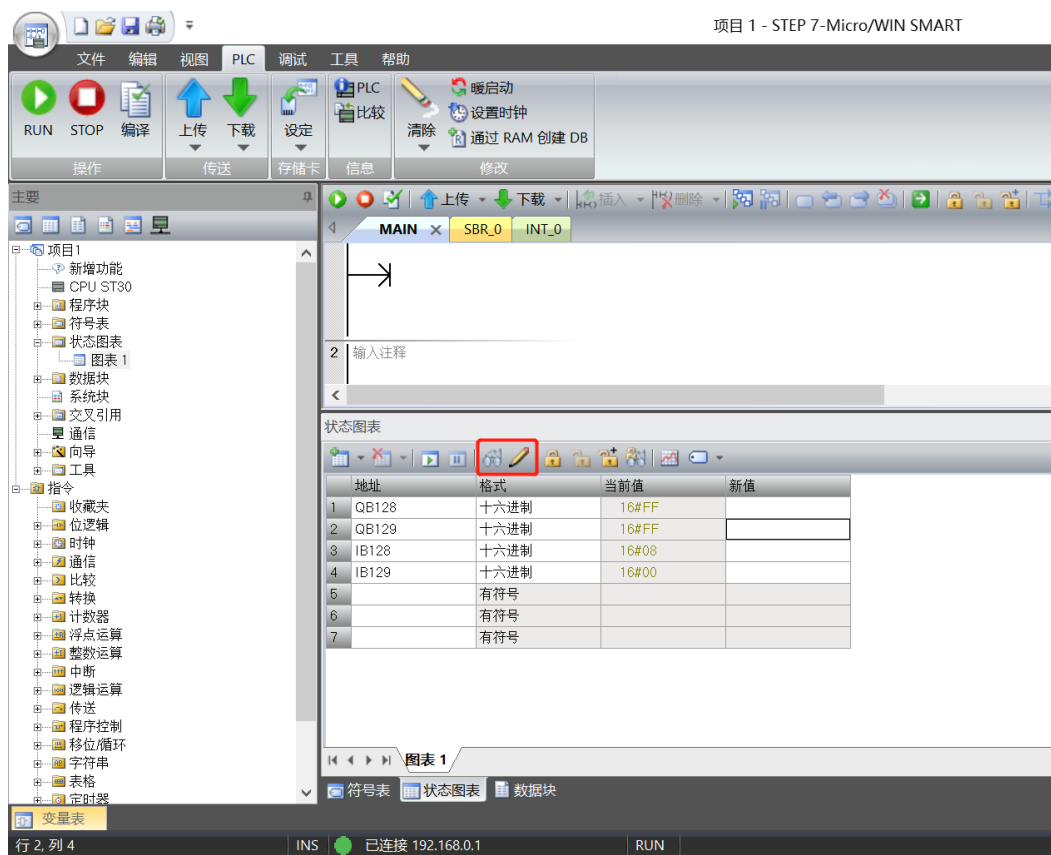 项目 1 - STEP 7-Micro/WIN SMART
文件 编辑 视图 PLC 调试 工具 帮助
RUN STOP 编译 上传 下载 设定 PLC 比较 清除 暖启动 设置时钟 通过 RAM 创建 DB
操作 传送 存储卡 信息 修改
主要
项目1
新增功能
CPU ST30
程序块
符号表
状态图表
图表 1
数据块
系统块
交叉引用
通信
向导
工具
指令
收藏夹
位逻辑
时钟
通信
比较
转换
计数器
浮点运算
整数运算
中断
逻辑运算
传送
程序控制
移位/循环
字符串
表格
定时器
变量表
上传 下载 插入 删除
MAIN SBR_0 INT_0
2 输入注释
状态图表
地址 格式 当前值 新值
1 QB128 十六进制 16#FF
2 QB129 十六进制 16#FF
3 IB128 十六进制 16#08
4 IB129 十六进制 16#00
5 有符号
6 有符号
7 有符号
图表 1
符号表 状态图表 数据块
行 2, 列 4 INS 已连接 192.168.0.1 RUN